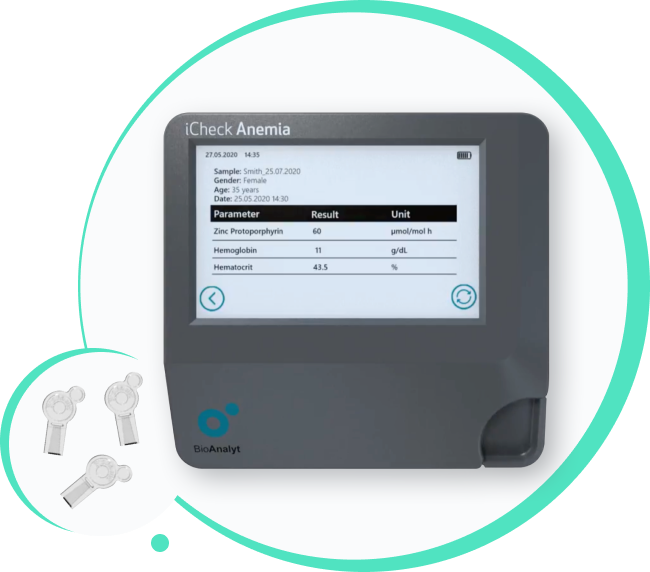 iCheck Anemia
27.05.2020 14:35
Sample: Smith_25.07.2020
Gender: Female
Age: 35 years
Date: 25.05.2020 14:30
Parameter Result Unit
Zinc Protoporphyrin 60 µmol/mol h
Hemoglobin 11 g/dL
Hematocrit 43.5 %
BioAnalyt